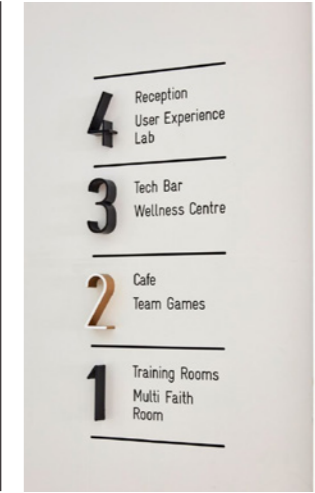 4
Reception
User Experience
Lab
3
Tech Bar
Wellness Centre
2
Cafe
Team Games
1
Training Rooms
Multi Faith
Room